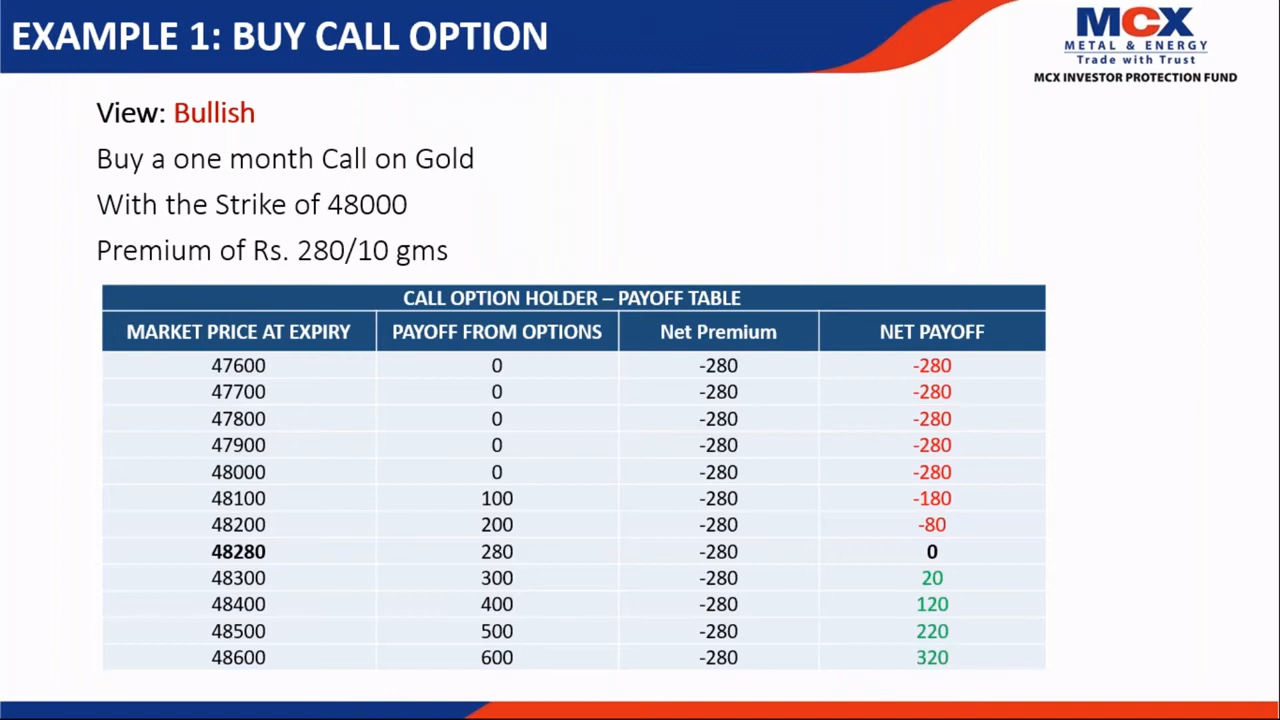 EXAMPLE 1: BUY CALL OPTION
MCX
METAL & ENERGY
Trade with Trust
MCX INVESTOR PROTECTION FUND
View: Bullish
Buy a one month Call on Gold
With the Strike of 48000
Premium of Rs. 280/10 gms
CALL OPTION HOLDER – PAYOFF TABLE
MARKET PRICE AT EXPIRY PAYOFF FROM OPTIONS Net Premium NET PAYOFF
47600 0 -280 -280
47700 0 -280 -280
47800 0 -280 -280
47900 0 -280 -280
48000 0 -280 -280
48100 100 -280 -180
48200 200 -280 -80
48280 280 -280 0
48300 300 -280 20
48400 400 -280 120
48500 500 -280 220
48600 600 -280 320